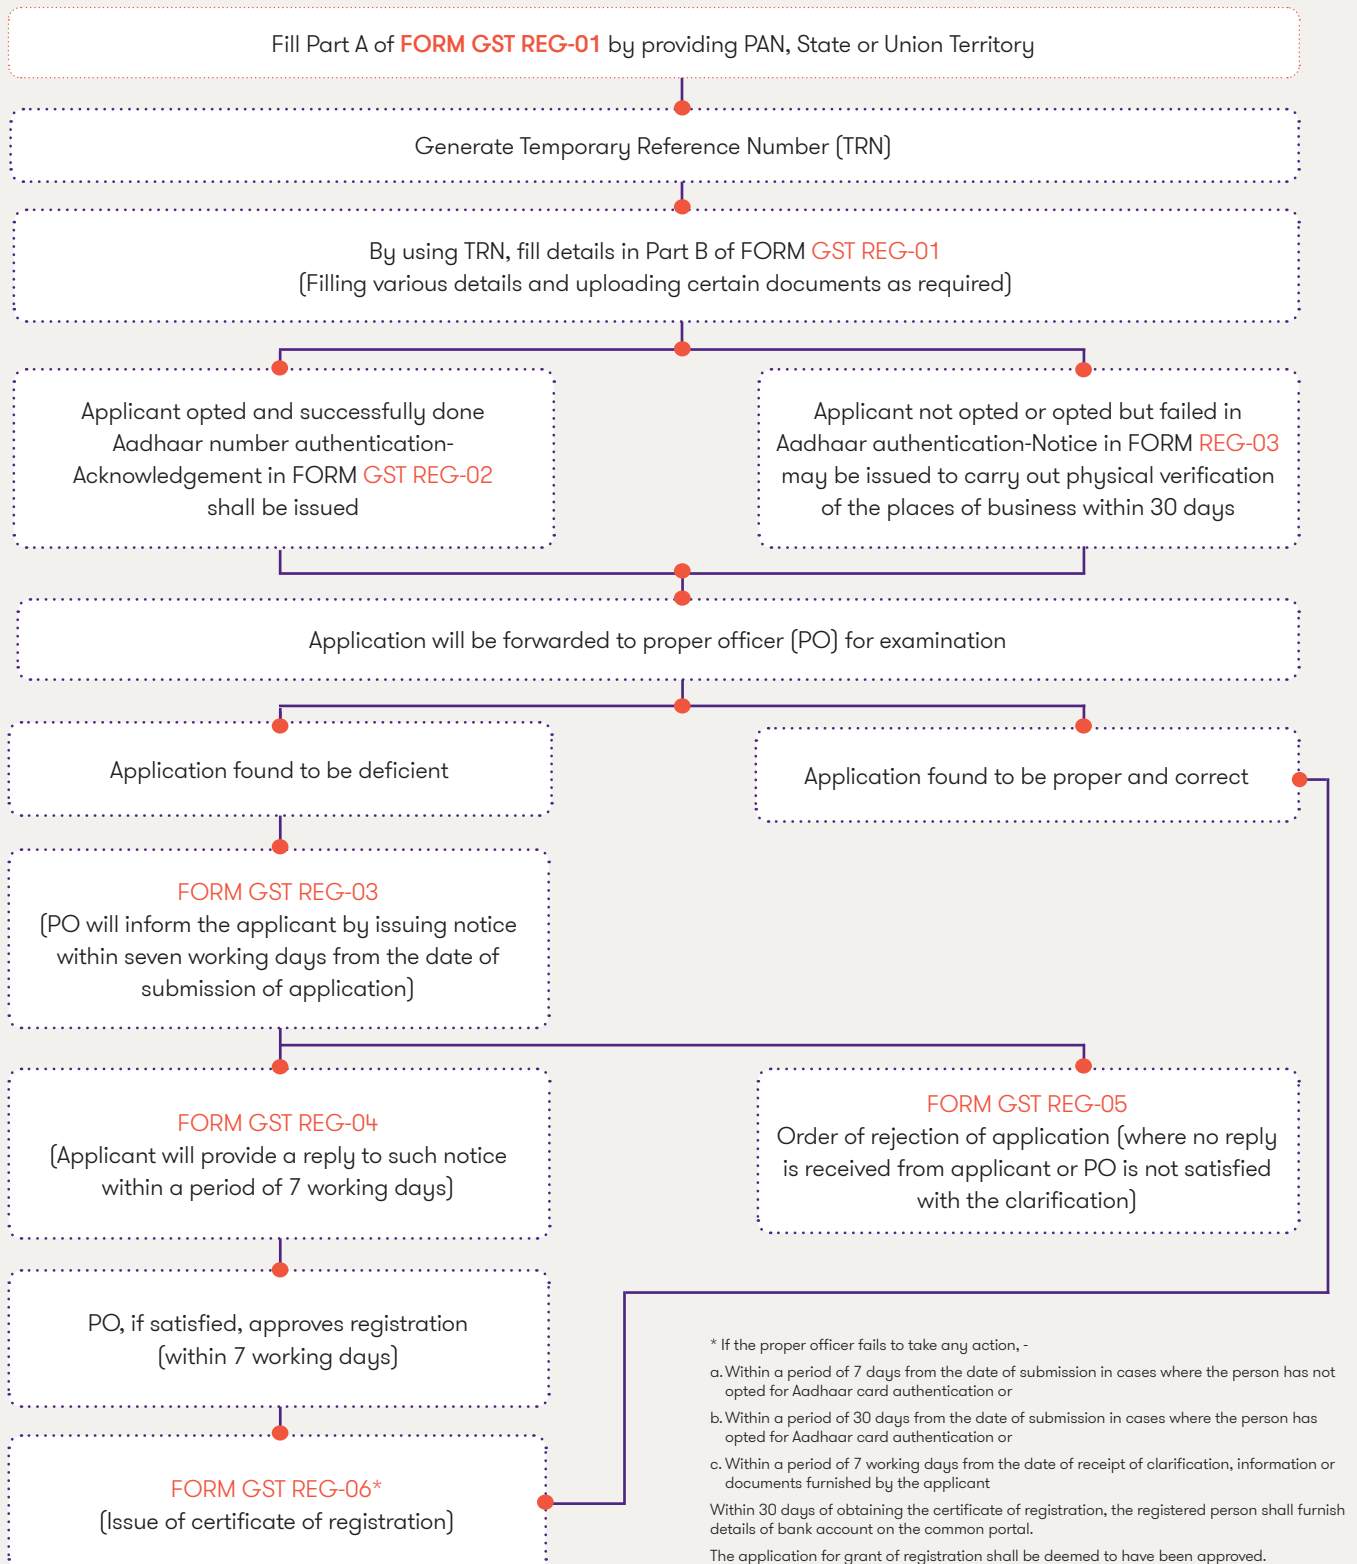 Fill Part A of FORM GST REG-01 by providing PAN, State or Union Territory
Generate Temporary Reference Number (TRN)
By using TRN, fill details in Part B of FORM GST REG-01
(Filling various details and uploading certain documents as required)
Applicant opted and successfully done
Aadhaar number authentication-
Acknowledgement in FORM GST REG-02
shall be issued
Applicant not opted or opted but failed in
Aadhaar authentication-Notice in FORM REG-03
may be issued to carry out physical verification
of the places of business within 30 days
Application will be forwarded to proper officer (PO) for examination
Application found to be deficient
Application found to be proper and correct
FORM GST REG-03
(PO will inform the applicant by issuing notice
within seven working days from the date of
submission of application)
FORM GST REG-04
(Applicant will provide a reply to such notice
within a period of 7 working days)
FORM GST REG-05
Order of rejection of application (where no reply
is received from applicant or PO is not satisfied
with the clarification)
PO, if satisfied, approves registration
(within 7 working days)
FORM GST REG-06*
(Issue of certificate of registration)
* If the proper officer fails to take any action, -
a. Within a period of 7 days from the date of submission in cases where the person has not
opted for Aadhaar card authentication or
b. Within a period of 30 days from the date of submission in cases where the person has
opted for Aadhaar card authentication or
c. Within a period of 7 working days from the date of receipt of clarification, information or
documents furnished by the applicant
Within 30 days of obtaining the certificate of registration, the registered person shall furnish
details of bank account on the common portal.
The application for grant of registration shall be deemed to have been approved.